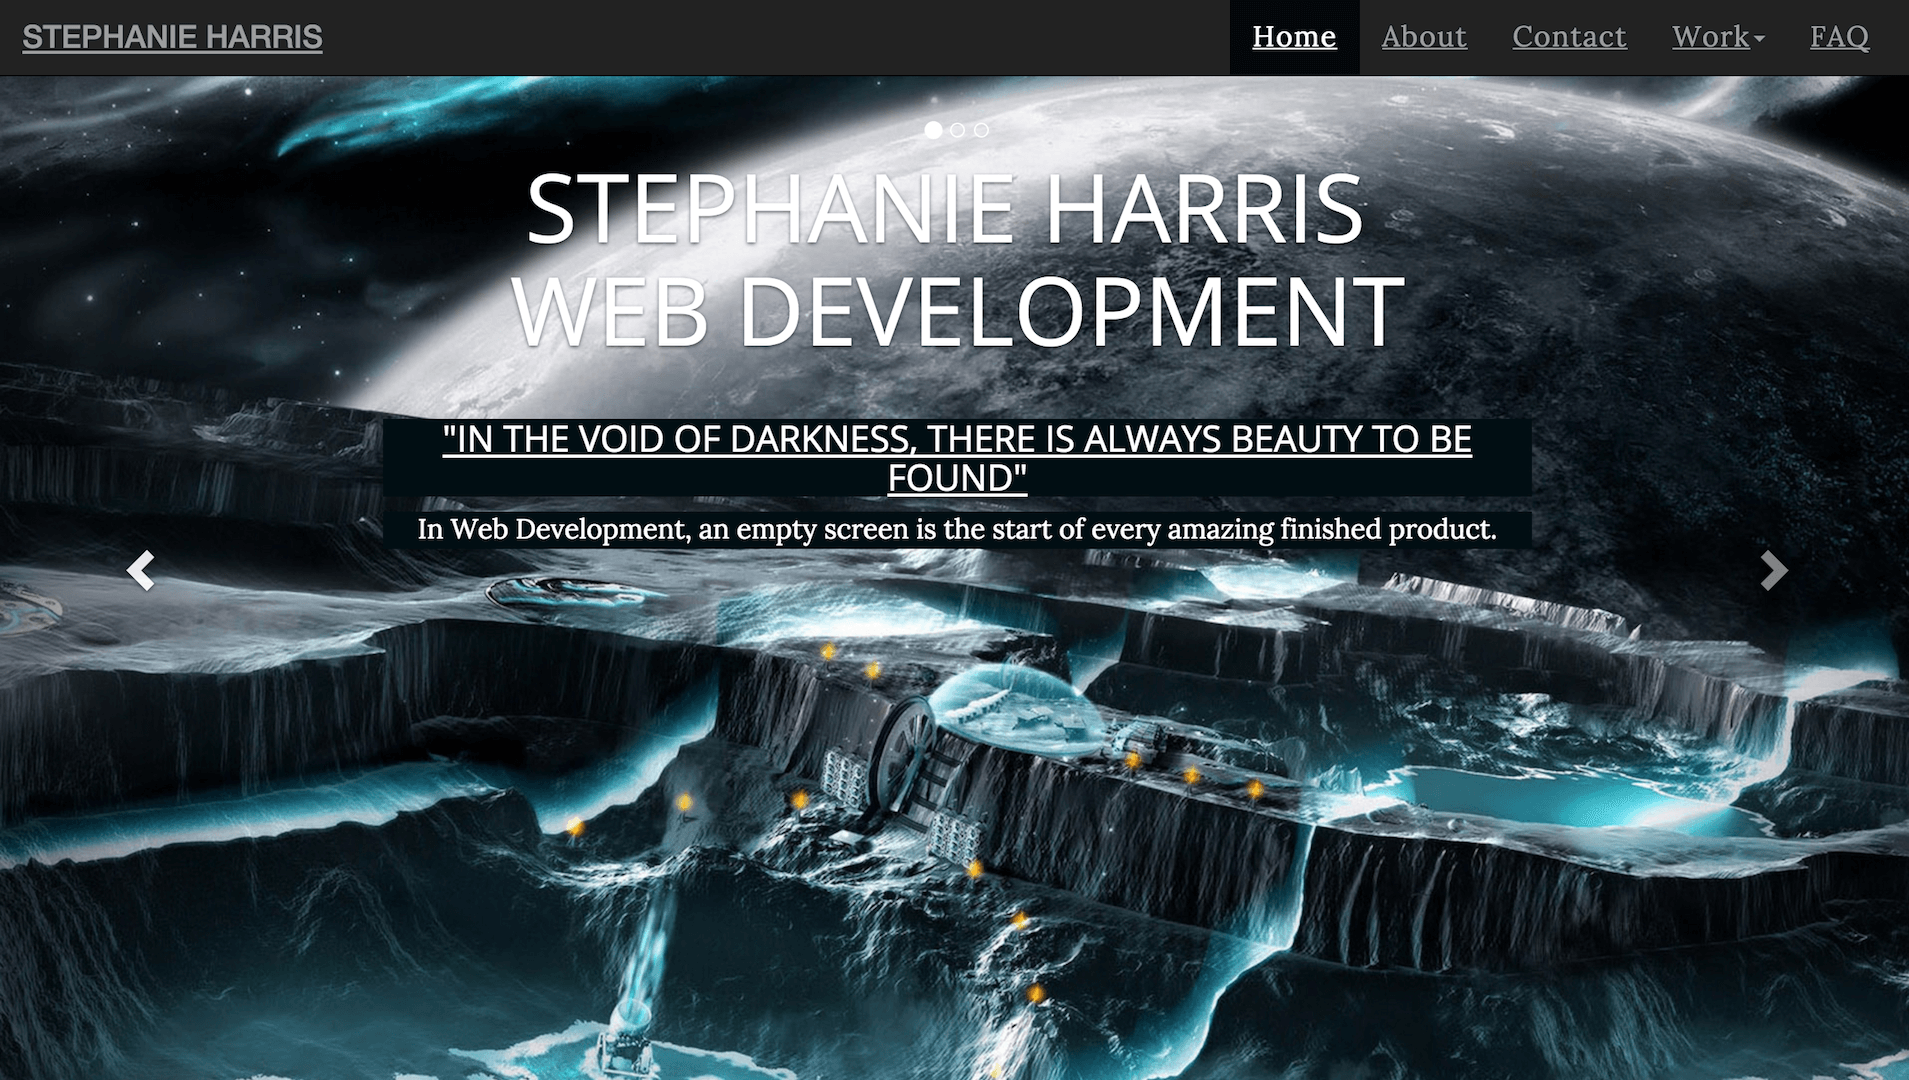 STEPHANIE HARRIS
Home
About
Contact
Work
FAQ
STEPHANIE HARRIS
WEB DEVELOPMENT
"IN THE VOID OF DARKNESS, THERE IS ALWAYS BEAUTY TO BE
FOUND"
In Web Development, an empty screen is the start of every amazing finished product.